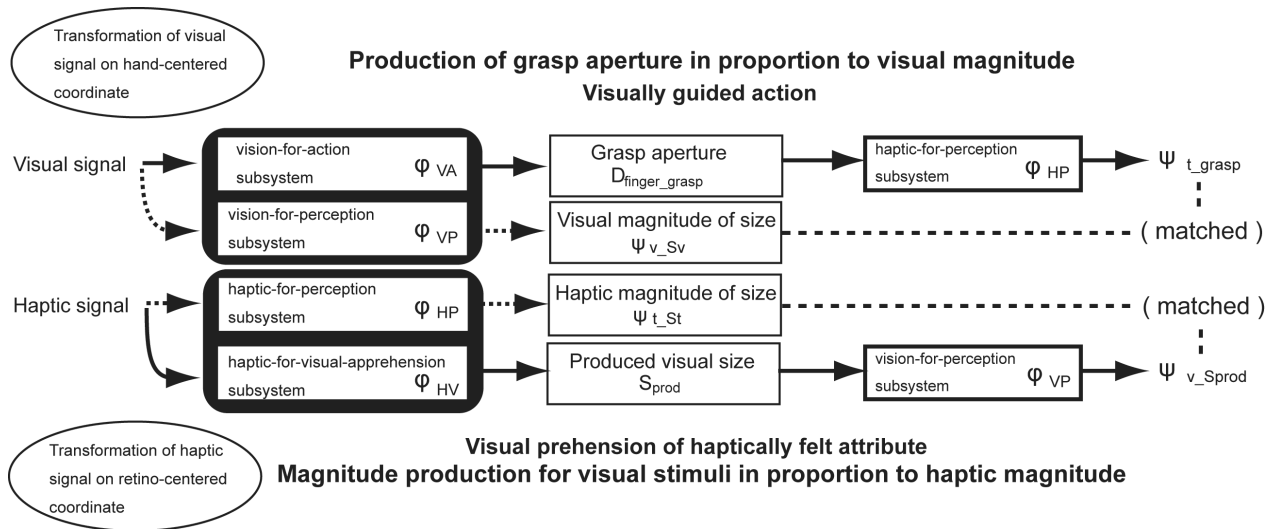 Transformation of visual
signal on hand-centered
coordinate
Production of grasp aperture in proportion to visual magnitude
Visually guided action
Visual signal
vision-for-action
subsystem
φ VA
Grasp aperture
D finger_grasp
haptic-for-perception
subsystem
φ HP
Ψ t_grasp
vision-for-perception
subsystem
φ VP
Visual magnitude of size
Ψ v_Sv
( matched )
Haptic signal
haptic-for-perception
subsystem
φ HP
Haptic magnitude of size
Ψ t_St
( matched )
haptic-for-visual-apprehension
subsystem
φ HV
Produced visual size
S prod
vision-for-perception
subsystem
φ VP
Ψ v_Sprod
Transformation of haptic
signal on retino-centered
coordinate
Visual prehension of haptically felt attribute
Magnitude production for visual stimuli in proportion to haptic magnitude